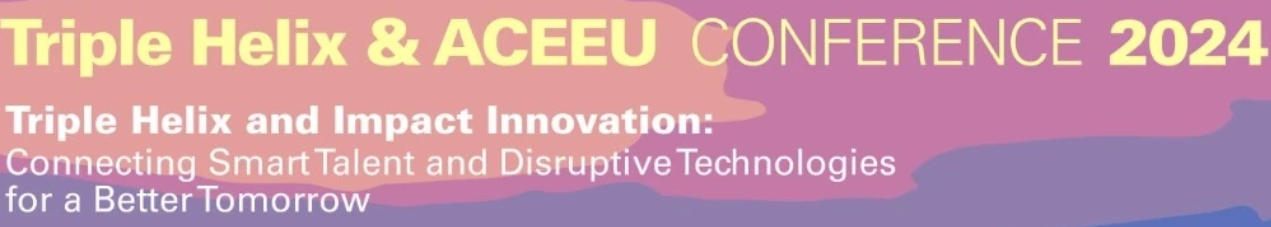 Triple Helix & ACEEU CONFERENCE 2024
Triple Helix and Impact Innovation:
Connecting Smart Talent and Disruptive Technologies
for a Better Tomorrow